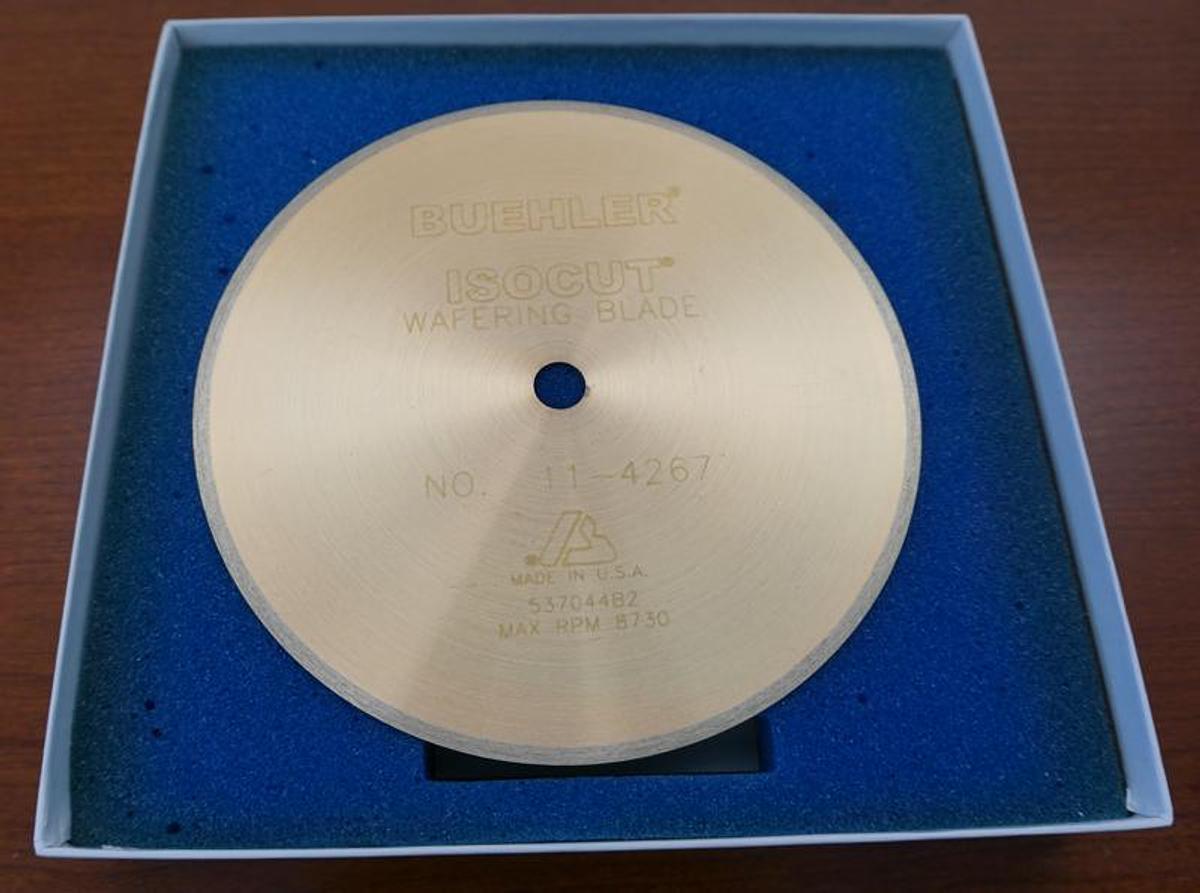 BUEHLER®
ISOCUT®
WAFERING BLADE
NO. 11-4267
MADE IN U.S.A.
537044B2
MAX RPM 8730